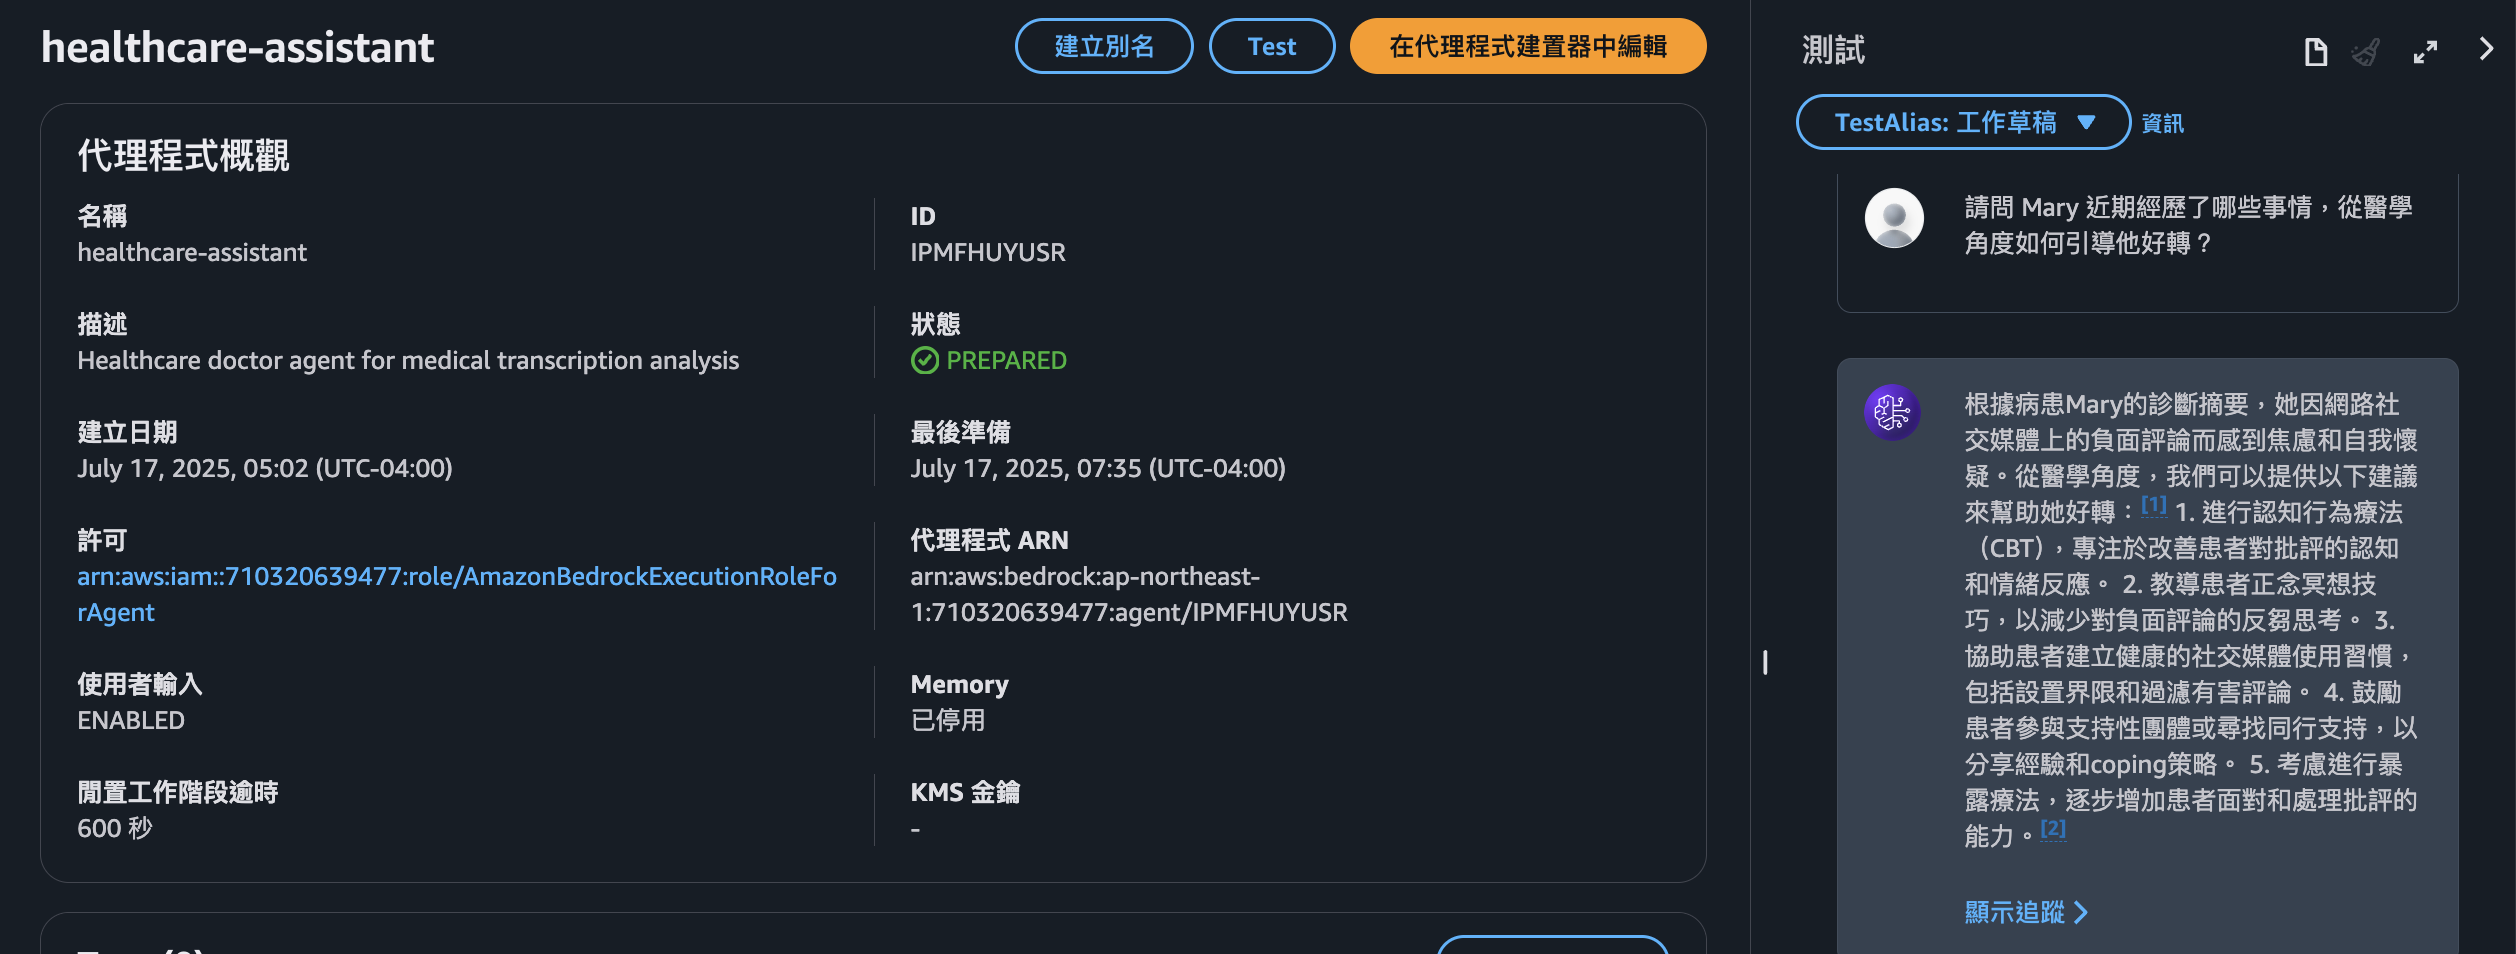 healthcare-assistant
建立別名
Test
在代理程式建置器中編輯
代理程式概觀
名稱
healthcare-assistant
ID
IPMFHUYUSR
描述
Healthcare doctor agent for medical transcription analysis
狀態
PREPARED
建立日期
July 17, 2025, 05:02 (UTC-04:00)
最後準備
July 17, 2025, 07:35 (UTC-04:00)
許可
arn:aws:iam::710320639477:role/AmazonBedrockExecutionRoleFo
rAgent
代理程式 ARN
arn:aws:bedrock:ap-northeast-
1:710320639477:agent/IPMFHUYUSR
使用者輸入
ENABLED
Memory
已停用
閒置工作階段逾時
600 秒
KMS 金鑰
-
測試
TestAlias: 工作草稿
資訊
請問 Mary 近期經歷了哪些事情，從醫學
角度如何引導他好轉？
根據病患Mary的診斷摘要，她因網路社
交媒體上的負面評論而感到焦慮和自我懷
疑。從醫學角度，我們可以提供以下建議
來幫助她好轉：[1] 1. 進行認知行為療法
（CBT），專注於改善患者對批評的認知
和情緒反應。 2. 教導患者正念冥想技
巧，以減少對負面評論的反芻思考。 3.
協助患者建立健康的社交媒體使用習慣，
包括設置界限和過濾有害評論。 4. 鼓勵
患者參與支持性團體或尋找同行支持，以
分享經驗和coping策略。 5. 考慮進行暴
露療法，逐步增加患者面對和處理批評的
能力。[2]
顯示追蹤